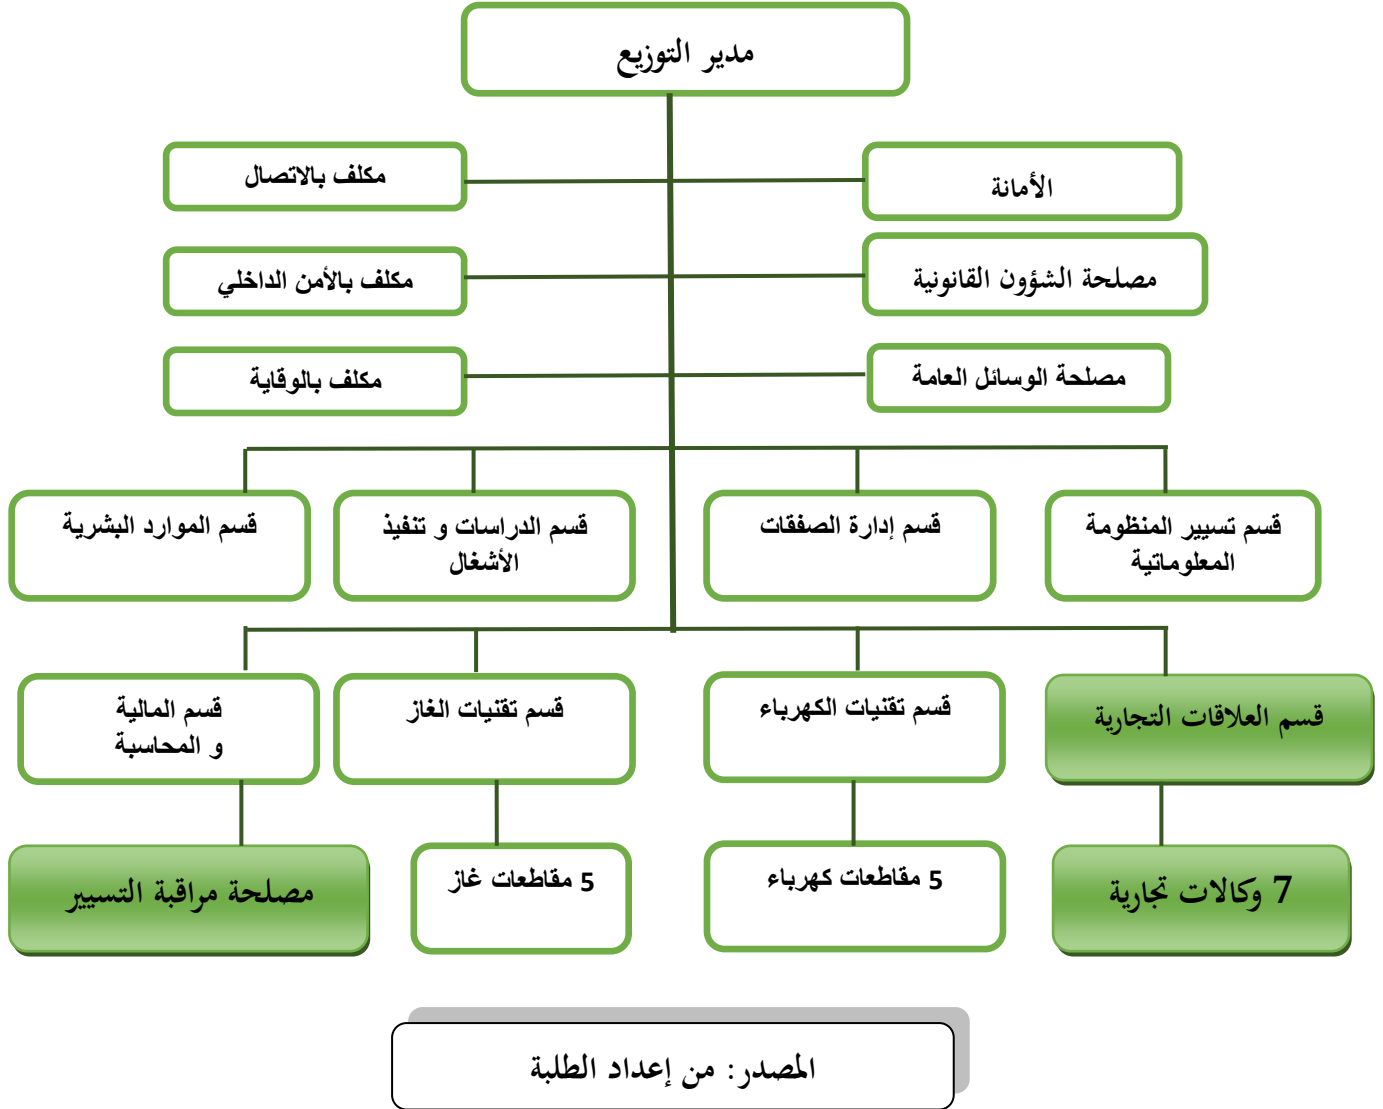 مدير التوزيع
الأمانة
مكلف بالاتصال
مصلحة الشؤون القانونية
مكلف بالأمن الداخلي
مصلحة الوسائل العامة
مكلف بالوقاية
قسم تسيير المنظومة
المعلوماتية
قسم إدارة الصفقات
قسم الدراسات و تنفيذ
الأشغال
قسم الموارد البشرية
قسم العلاقات التجارية
قسم تقنيات الكهرباء
قسم تقنيات الغاز
قسم المالية
و المحاسبة
7 وكالات تجارية
5 مقاطعات كهرباء
5 مقاطعات غاز
مصلحة مراقبة التسيير
المصدر: من إعداد الطلبة